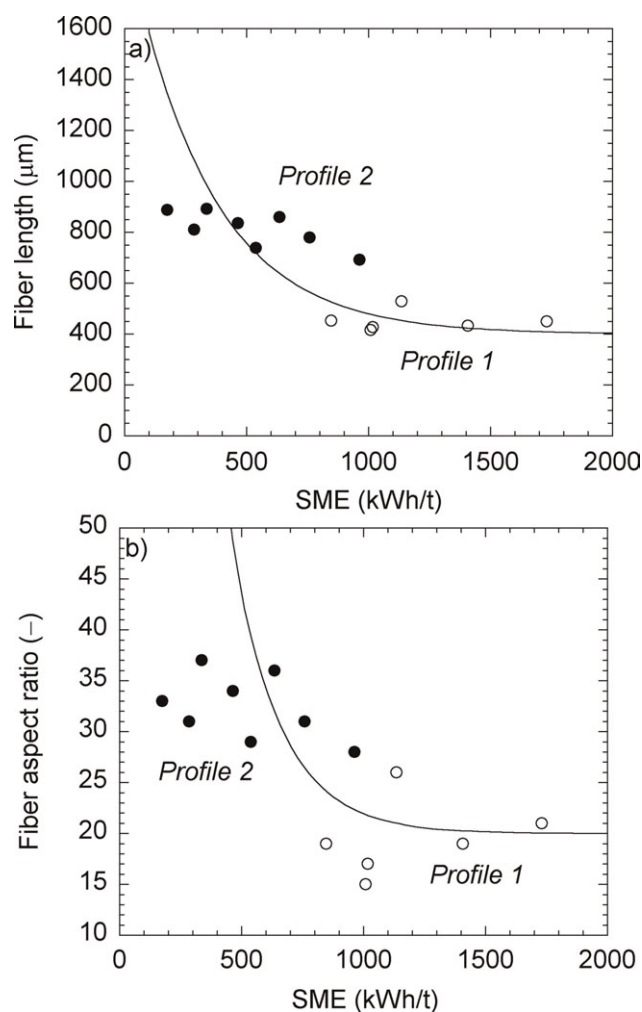 a)
1600
1400
1200
1000
800
600
400
200
0
Fiber length (μm)
Profile 2
Profile 1
0 500 1000 1500 2000
SME (kWh/t)
b)
50
45
40
35
30
25
20
15
10
Fiber aspect ratio (–)
Profile 2
Profile 1
0 500 1000 1500 2000
SME (kWh/t)